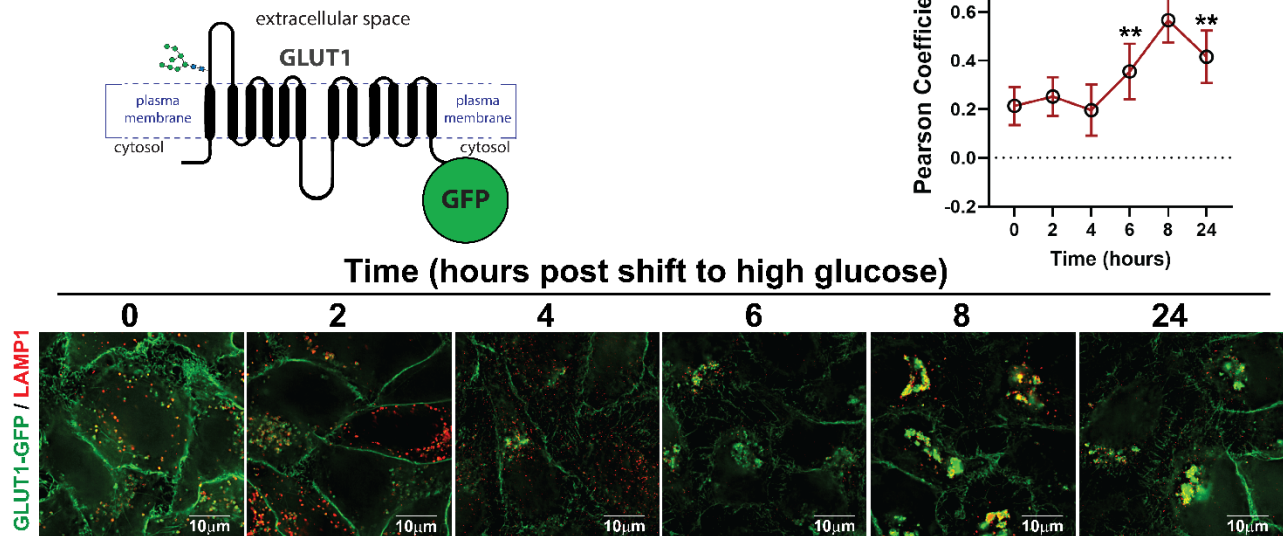 extracellular space
GLUT1
plasma
membrane
plasma
membrane
cytosol
cytosol
GFP
0.6
0.4
0.2
0.0
-0.2
**
**
0 2 4 6 8 24
Time (hours)
Time (hours post shift to high glucose)
0 2 4 6 8 24
GLUT1-GFP / LAMP1
10μm 10μm 10μm 10μm 10μm 10μm